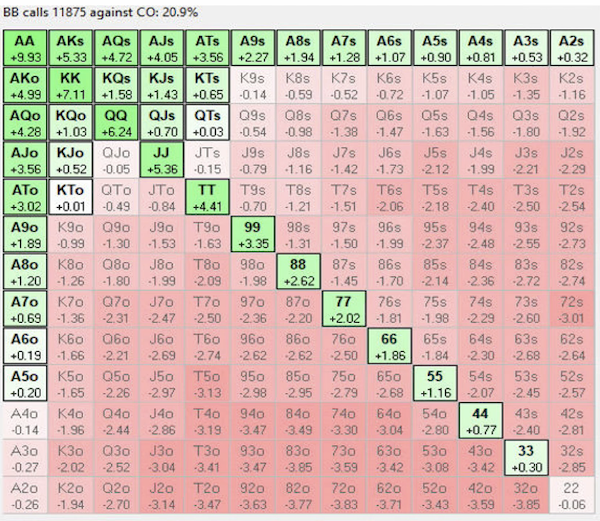 BB calls 11875 against CO: 20.9%
AA AKs AQs AJs ATs A9s A8s A7s A6s A5s A4s A3s A2s
+9.93 +5.33 +4.72 +4.05 +3.56 +2.27 +1.94 +1.28 +1.07 +0.90 +0.81 +0.53 +0.32
AKo KK KQs KJs KTs K9s K8s K7s K6s K5s K4s K3s K2s
+4.99 +7.11 +1.58 +1.43 +0.65 -0.14 -0.59 -0.52 -0.72 -1.07 -1.05 -1.35 -1.16
AQo KQo QQ QJs QTs Q9s Q8s Q7s Q6s Q5s Q4s Q3s Q2s
+4.28 +1.03 +6.24 +0.70 +0.03 -0.54 -0.98 -1.38 -1.47 -1.63 -1.56 -1.80 -1.92
AJo KJo QJo JJ JTs J9s J8s J7s J6s J5s J4s J3s J2s
+3.56 +0.52 -0.05 +5.36 -0.15 -0.79 -1.16 -1.42 -1.73 -2.12 -1.99 -2.21 -2.29
ATo KTo QTo JTo TT T9s T8s T7s T6s T5s T4s T3s T2s
+3.02 +0.01 -0.49 -0.84 +4.41 -0.70 -1.21 -1.51 -2.06 -2.18 -2.40 -2.50 -2.54
A9o K9o Q9o J9o T9o 99 98s 97s 96s 95s 94s 93s 92s
+1.89 -0.99 -1.30 -1.53 -1.63 +3.35 -1.31 -1.50 -1.99 -2.37 -2.48 -2.55 -2.73
A8o K8o Q8o J8o T8o 98o 88 87s 86s 85s 84s 83s 82s
+1.20 -1.26 -1.80 -1.99 -2.09 -1.98 +2.62 -1.45 -1.70 -2.14 -2.36 -2.72 -2.74
A7o K7o Q7o J7o T7o 97o 87o 77 76s 75s 74s 73s 72s
+0.69 -1.36 -2.31 -2.47 -2.50 -2.36 -2.20 +2.02 -1.81 -1.98 -2.29 -2.60 -3.01
A6o K6o Q6o J6o T6o 96o 86o 76o 66 65s 64s 63s 62s
+0.19 -1.66 -2.21 -2.69 -2.74 -2.62 -2.62 -2.50 +1.86 -1.84 -2.30 -2.68 -2.64
A5o K5o Q5o J5o T5o 95o 85o 75o 65o 55 54s 53s 52s
+0.20 -1.65 -2.26 -2.97 -3.13 -2.98 -2.95 -2.79 -2.68 +1.16 -2.07 -2.45 -2.57
A4o K4o Q4o J4o T4o 94o 84o 74o 64o 54o 44 43s 42s
-0.14 -1.96 -2.44 -2.86 -3.19 -3.47 -3.49 -3.30 -3.04 -2.80 +0.77 -2.40 -2.81
A3o K3o Q3o J3o T3o 93o 83o 73o 63o 53o 43o 33 32s
-0.27 -2.02 -2.52 -3.04 -3.41 -3.47 -3.85 -3.59 -3.42 -3.08 -3.42 +0.30 -2.85
A2o K2o Q2o J2o T2o 92o 82o 72o 62o 52o 42o 32o 22
-0.26 -1.94 -2.70 -3.14 -3.47 -3.63 -3.77 -3.83 -3.71 -3.43 -3.59 -3.85 -0.06